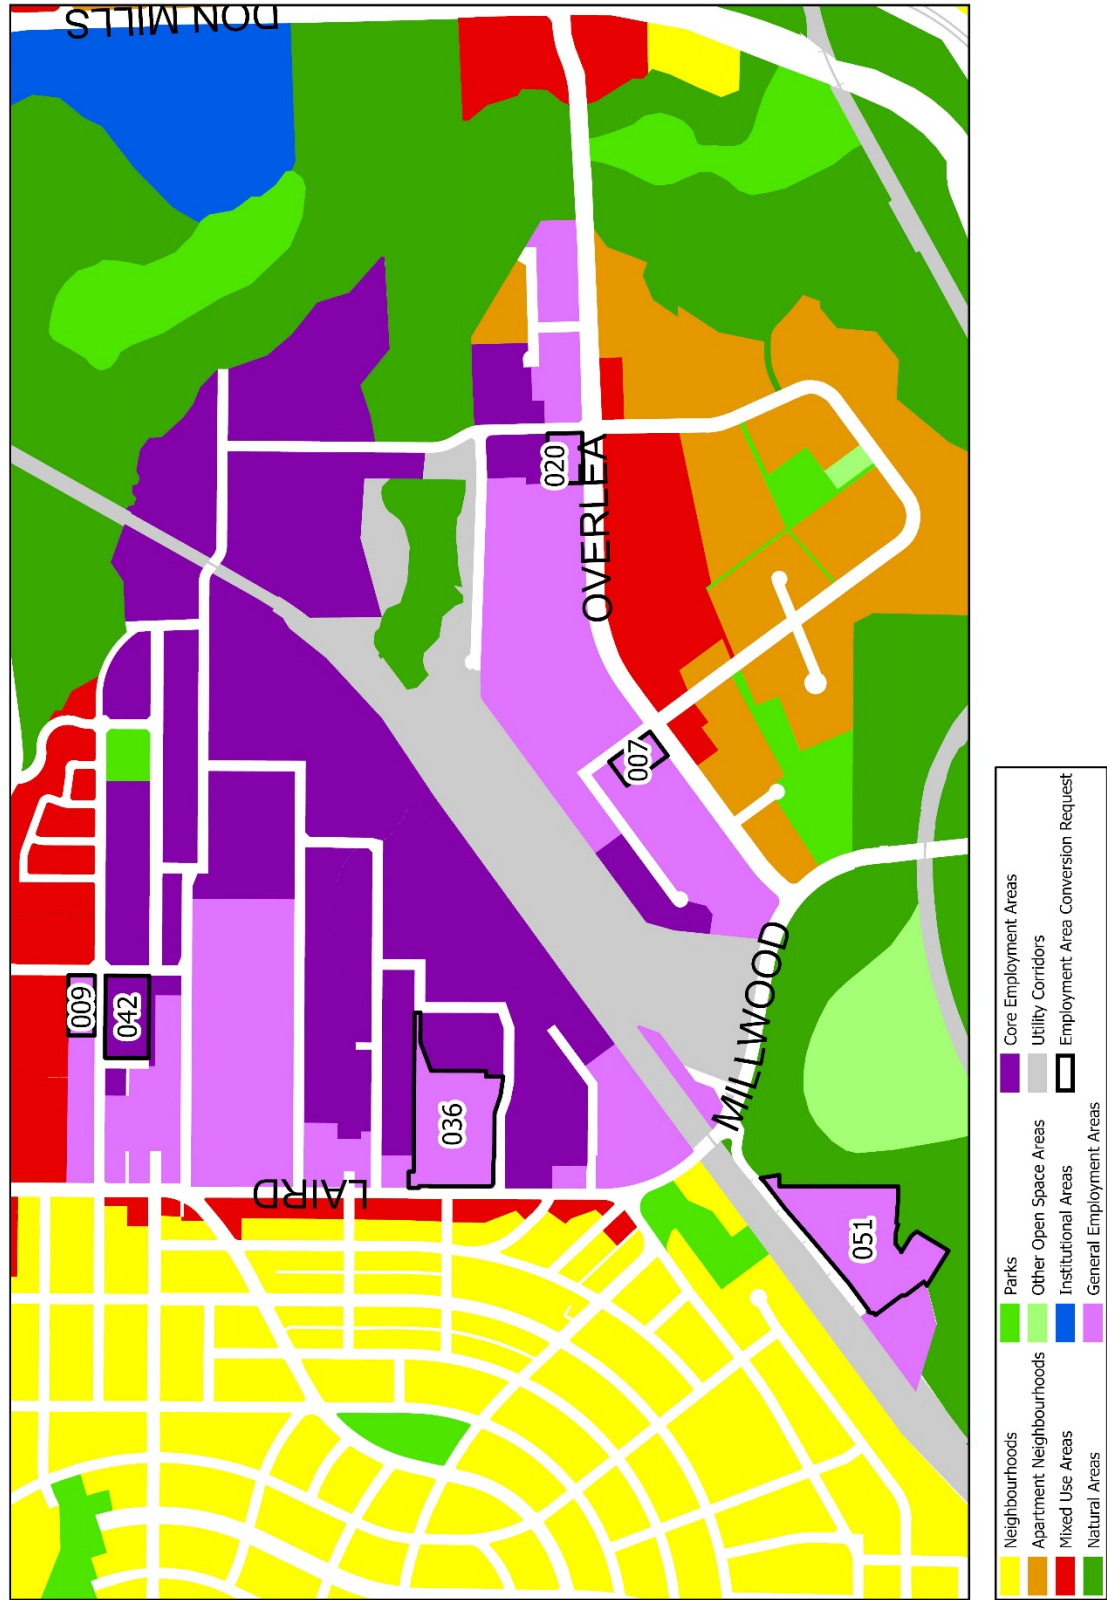 DON MILLS
OVERLEA
MILLWOOD
LAIRD
009
042
036
020
007
051
Neighbourhoods
Apartment Neighbourhoods
Mixed Use Areas
Natural Areas
Parks
Other Open Space Areas
Institutional Areas
General Employment Areas
Core Employment Areas
Utility Corridors
Employment Area Conversion Request